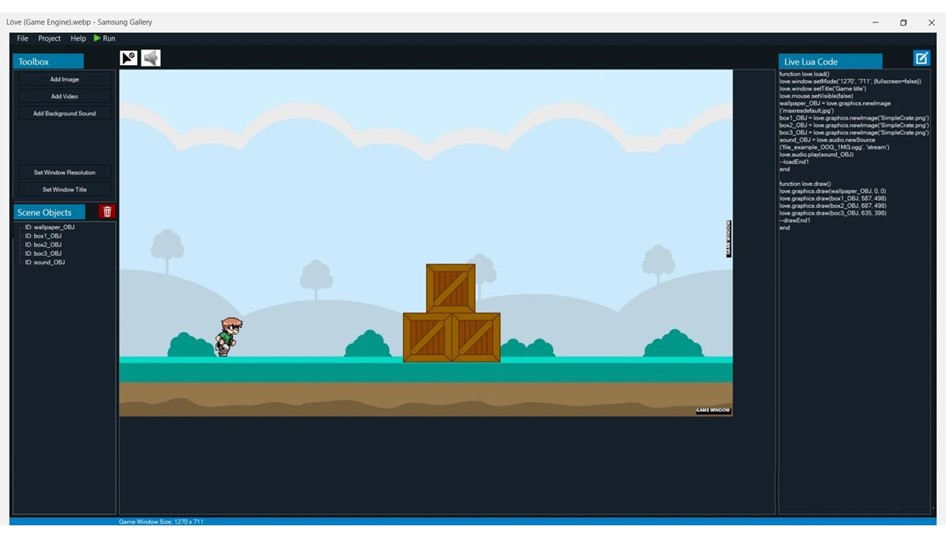 Löve (Game Engine).webp - Samsung Gallery
File Project Help Run
Toolbox
Add Image
Add Video
Add Background Sound
Set Window Resolution
Set Window Title
Scene Objects
ID: wallpaper_OBJ
ID: box1_OBJ
ID: box2_OBJ
ID: boc3_OBJ
ID: sound_OBJ
GAME WINDOW
GAME WINDOW
Live Lua Code
function love.load()
love.window.setMode('1270', '711', {fullscreen=false})
love.window.setTitle('Game title')
love.mouse.setVisible(false)
wallpaper_OBJ = love.graphics.newImage
('maxresdefault.jpg')
box1_OBJ = love.graphics.newImage('SimpleCrate.png')
box2_OBJ = love.graphics.newImage('SimpleCrate.png')
boc3_OBJ = love.graphics.newImage('SimpleCrate.png')
sound_OBJ = love.audio.newSource
('file_example_OOG_1MG.ogg', 'stream')
love.audio.play(sound_OBJ)
--loadEnd1
end
function love.draw()
love.graphics.draw(wallpaper_OBJ, 0, 0)
love.graphics.draw(box1_OBJ, 587, 498)
love.graphics.draw(box2_OBJ, 687, 498)
love.graphics.draw(boc3_OBJ, 635, 398)
--drawEnd1
end
Game Window Size: 1270 x 711